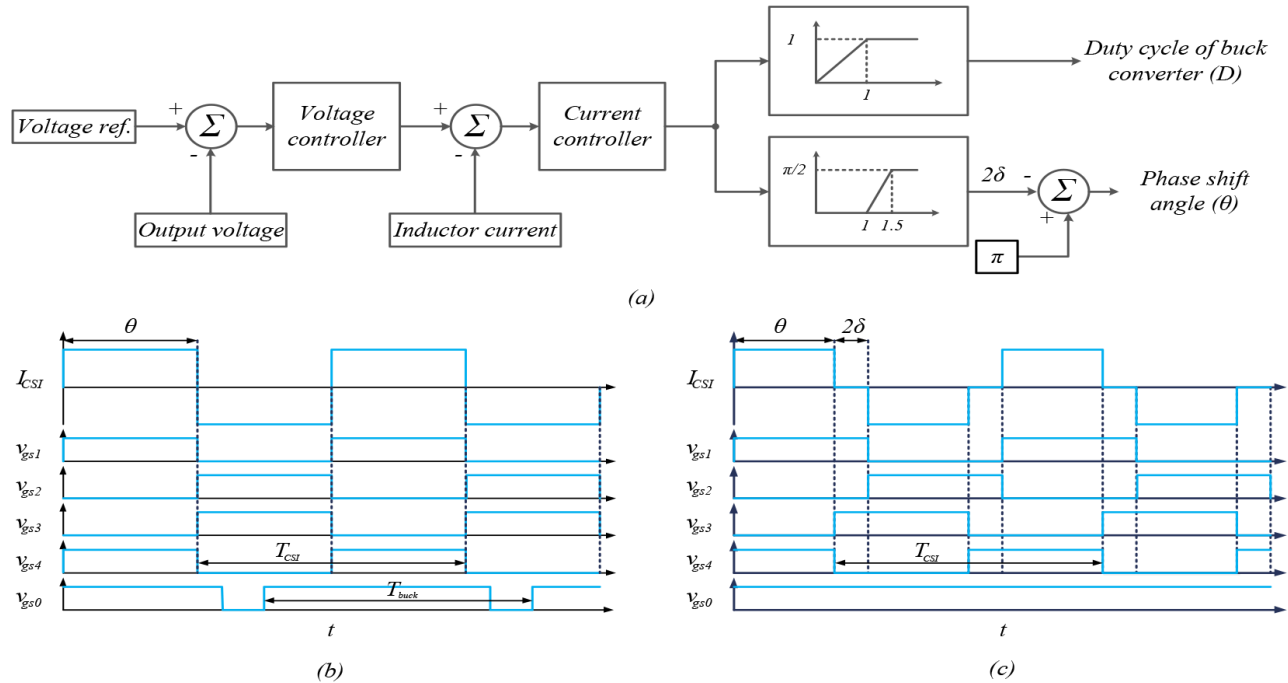 Voltage ref.
+
Σ
-
Output voltage
Voltage
controller
+
Σ
-
Inductor current
Current
controller
1
1
Duty cycle of buck
converter (D)
π/2
1 1.5
2δ
-
Σ
+
π
Phase shift
angle (θ)
(a)
θ
I_CSI
v_gs1
v_gs2
v_gs3
v_gs4
T_CSI
v_gs0
T_buck
t
(b)
θ 2δ
I_CSI
v_gs1
v_gs2
v_gs3
v_gs4
T_CSI
v_gs0
t
(c)